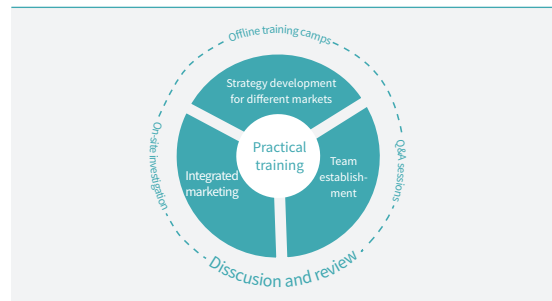 Offline training camps
Strategy development
for different markets
On-site investigation
Practical
training
Q&A sessions
Integrated
marketing
Team
establish-
ment
Disscusion and review